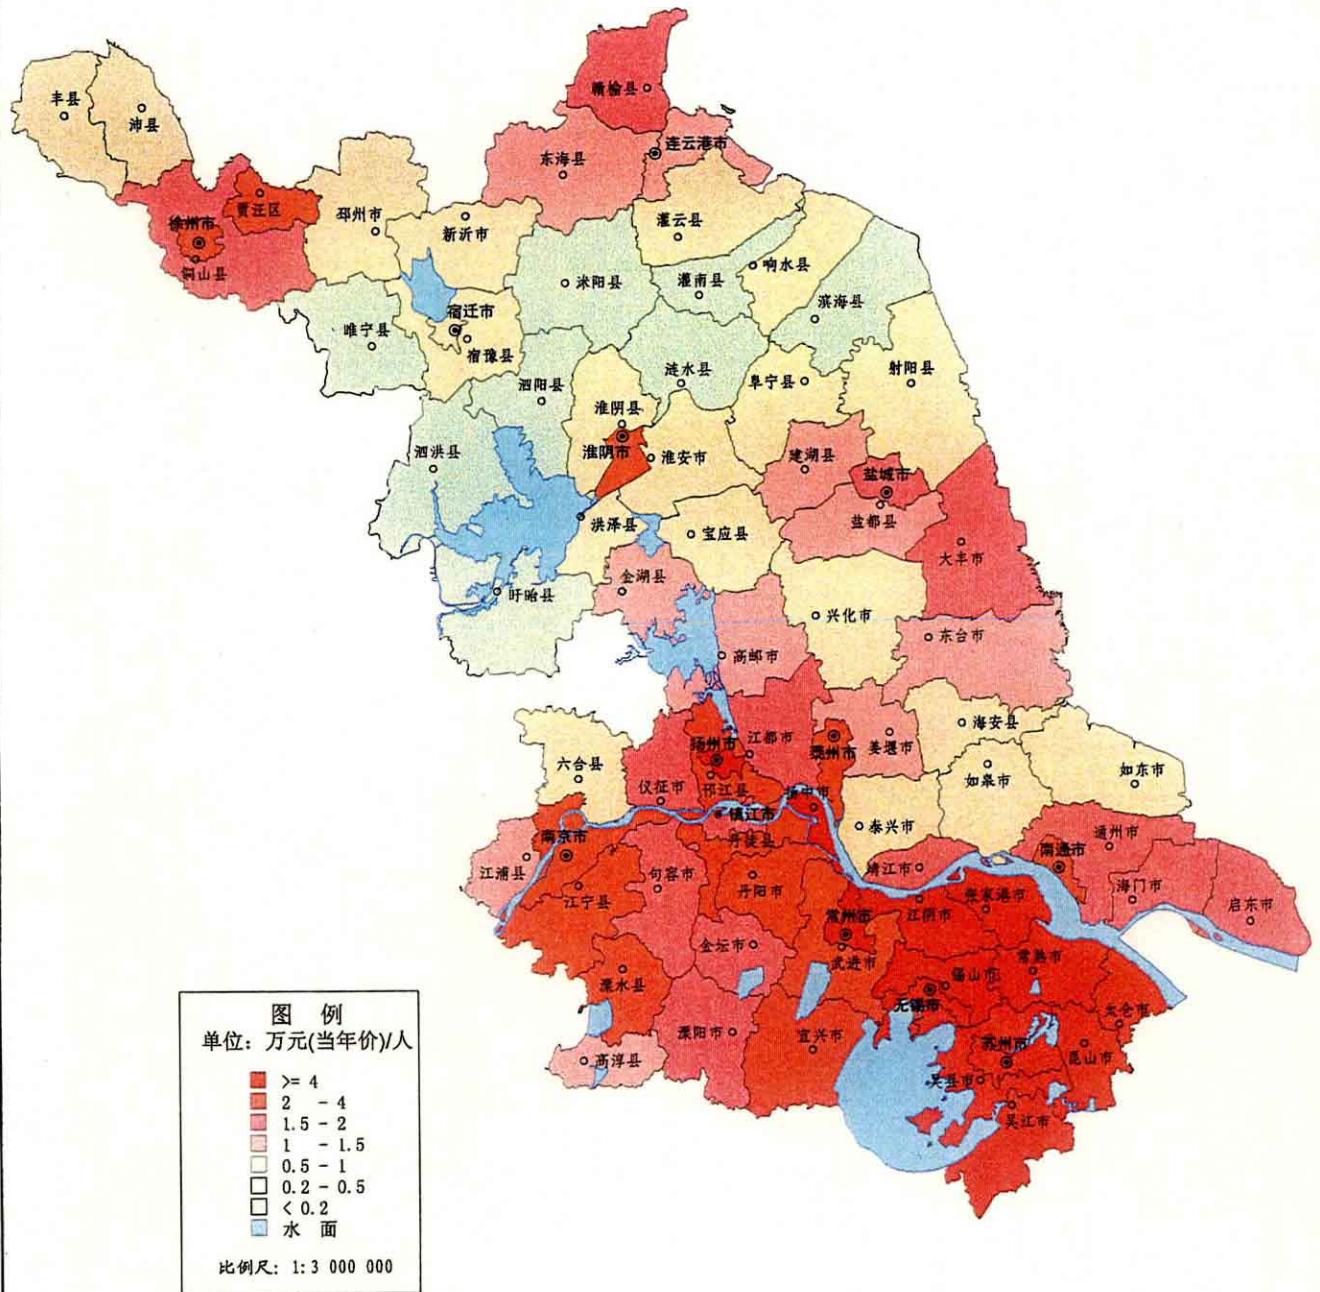 赣榆县
丰县
沛县
连云港市
东海县
贾汪区
徐州市
铜山县
邳州市
新沂市
灌云县
响水县
沭阳县
灌南县
滨海县
宿迁市
宿豫县
睢宁县
泗阳县
涟水县
阜宁县
射阳县
淮阴县
淮阴市
淮安市
泗洪县
建湖县
盐城市
盐都县
洪泽县
宝应县
大丰市
金湖县
盱眙县
兴化市
东台市
高邮市
海安县
扬州市
江都市
泰州市
姜堰市
六合县
如皋市
如东市
仪征市
邗江县
扬中市
镇江市
泰兴市
丹徒县
通州市
南京市
南通市
江浦县
句容市
丹阳市
靖江市
海门市
江宁县
张家港市
启东市
江阴市
常州市
金坛市
武进市
常熟市
锡山市
溧水县
无锡市
太仓市
溧阳市
宜兴市
苏州市
昆山市
高淳县
吴县市
吴江市
图 例
单位：万元(当年价)/人
>= 4
2 - 4
1.5 - 2
1 - 1.5
0.5 - 1
0.2 - 0.5
< 0.2
水 面
比例尺: 1:3 000 000